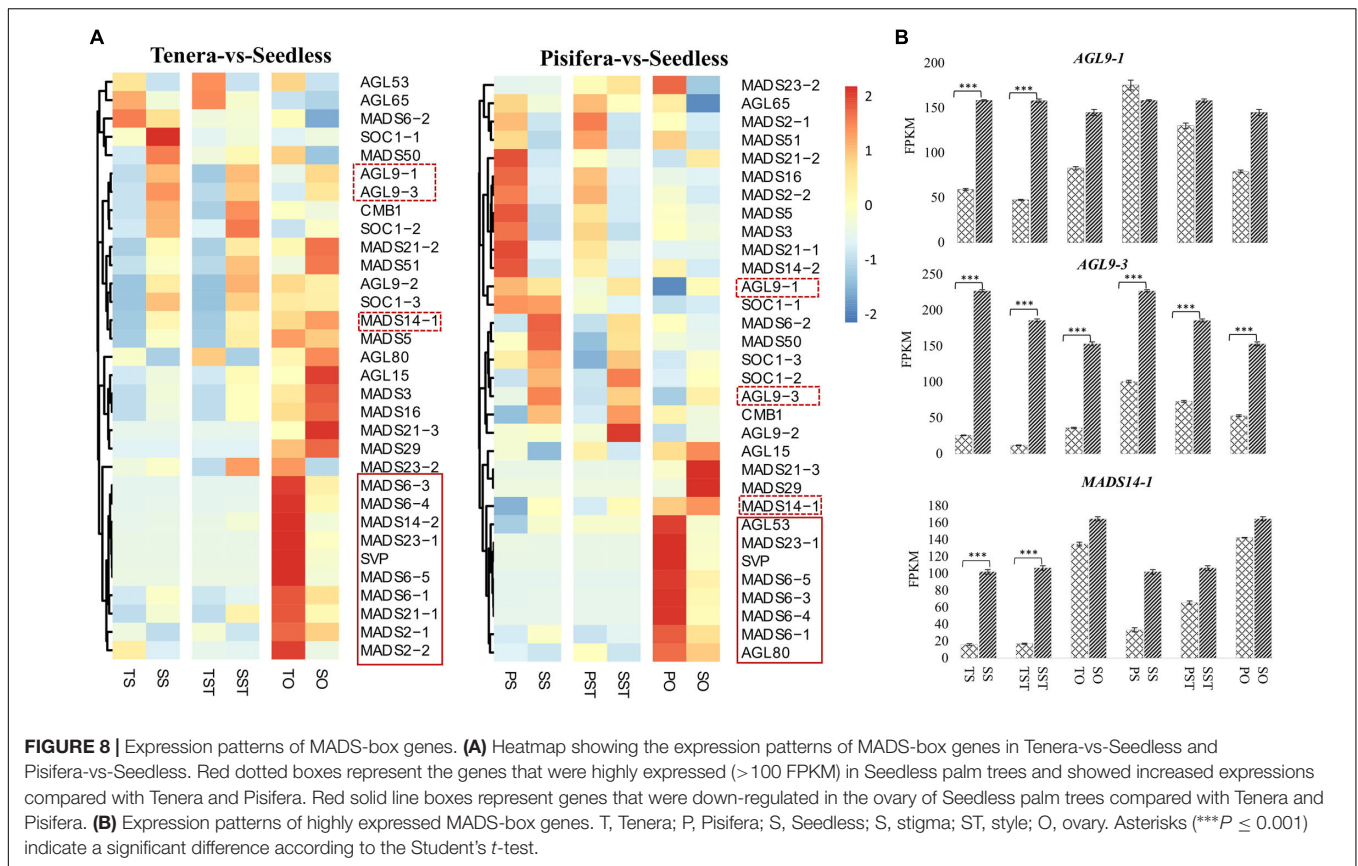 A
Tenera-vs-Seedless
AGL53
AGL65
MADS6-2
SOC1-1
MADS50
AGL9-1
AGL9-3
CMB1
SOC1-2
MADS21-2
MADS51
AGL9-2
SOC1-3
MADS14-1
MADS5
AGL80
AGL15
MADS3
MADS16
MADS21-3
MADS29
MADS23-2
MADS6-3
MADS6-4
MADS14-2
MADS23-1
SVP
MADS6-5
MADS6-1
MADS21-1
MADS2-1
MADS2-2
TS SS TST SST TO SO
Pisifera-vs-Seedless
MADS23-2
AGL65
MADS2-1
MADS51
MADS21-2
MADS16
MADS2-2
MADS5
MADS3
MADS21-1
MADS14-2
AGL9-1
SOC1-1
MADS6-2
MADS50
SOC1-3
SOC1-2
AGL9-3
CMB1
AGL9-2
AGL15
MADS21-3
MADS29
MADS14-1
AGL53
MADS23-1
SVP
MADS6-5
MADS6-3
MADS6-4
MADS6-1
AGL80
PS SS PST SST PO SO
2
1
0
-1
-2
B
AGL9-1
FPKM
200
150
100
50
0
*** ***
AGL9-3
FPKM
250
200
150
100
50
0
*** *** *** *** *** ***
MADS14-1
FPKM
180
160
140
120
100
80
60
40
20
0
*** ***
TS SS TST SST TO SO PS SS PST SST PO SO
FIGURE 8 | Expression patterns of MADS-box genes. (A) Heatmap showing the expression patterns of MADS-box genes in Tenera-vs-Seedless and
Pisifera-vs-Seedless. Red dotted boxes represent the genes that were highly expressed (>100 FPKM) in Seedless palm trees and showed increased expressions
compared with Tenera and Pisifera. Red solid line boxes represent genes that were down-regulated in the ovary of Seedless palm trees compared with Tenera and
Pisifera. (B) Expression patterns of highly expressed MADS-box genes. T, Tenera; P, Pisifera; S, Seedless; S, stigma; ST, style; O, ovary. Asterisks (***P ≤ 0.001)
indicate a significant difference according to the Student's t-test.